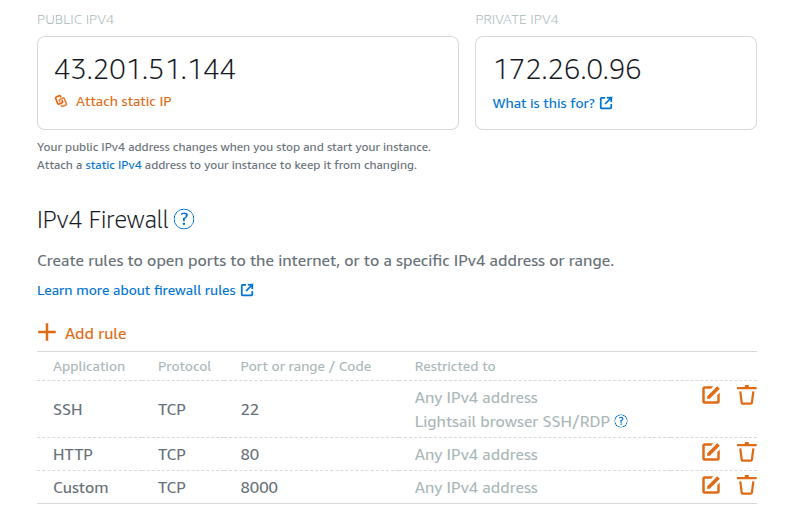 PUBLIC IPV4
PRIVATE IPV4
43.201.51.144
172.26.0.96
Attach static IP
What is this for?
Your public IPv4 address changes when you stop and start your instance.
Attach a static IPv4 address to your instance to keep it from changing.
IPv4 Firewall ?
Create rules to open ports to the internet, or to a specific IPv4 address or range.
Learn more about firewall rules
+ Add rule
Application Protocol Port or range / Code Restricted to
SSH TCP 22 Any IPv4 address
Lightsail browser SSH/RDP ?
HTTP TCP 80 Any IPv4 address
Custom TCP 8000 Any IPv4 address